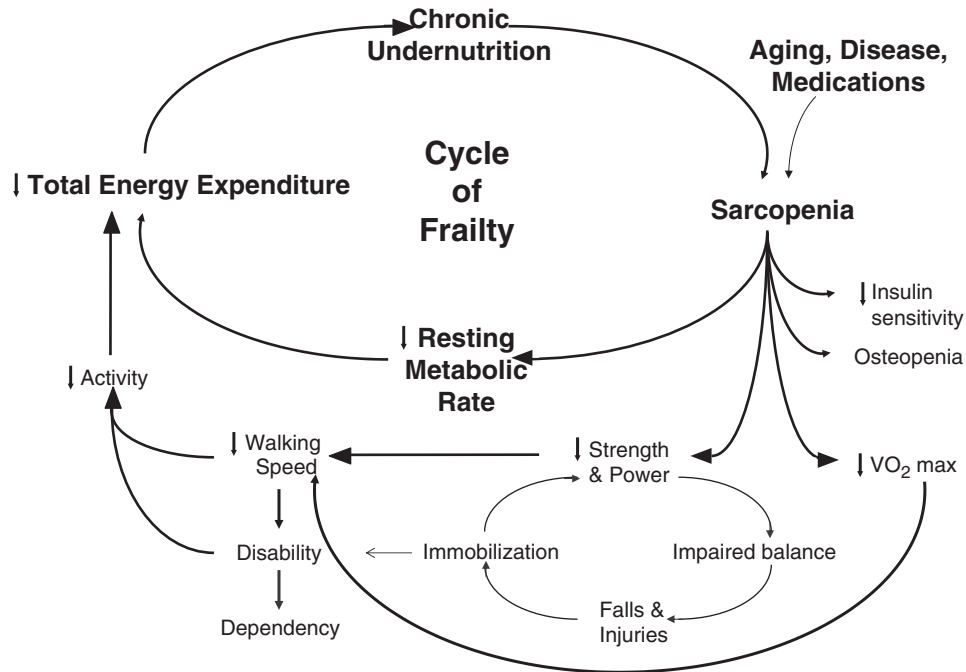 Chronic
Undernutrition
Aging, Disease,
Medications
Cycle
of
Frailty
↓ Total Energy Expenditure
Sarcopenia
↓ Insulin
sensitivity
↓ Resting
Metabolic
Rate
Osteopenia
↓ Activity
↓ Walking
Speed
↓ Strength
& Power
↓ VO₂ max
Disability
Immobilization
Impaired balance
Falls &
Injuries
Dependency